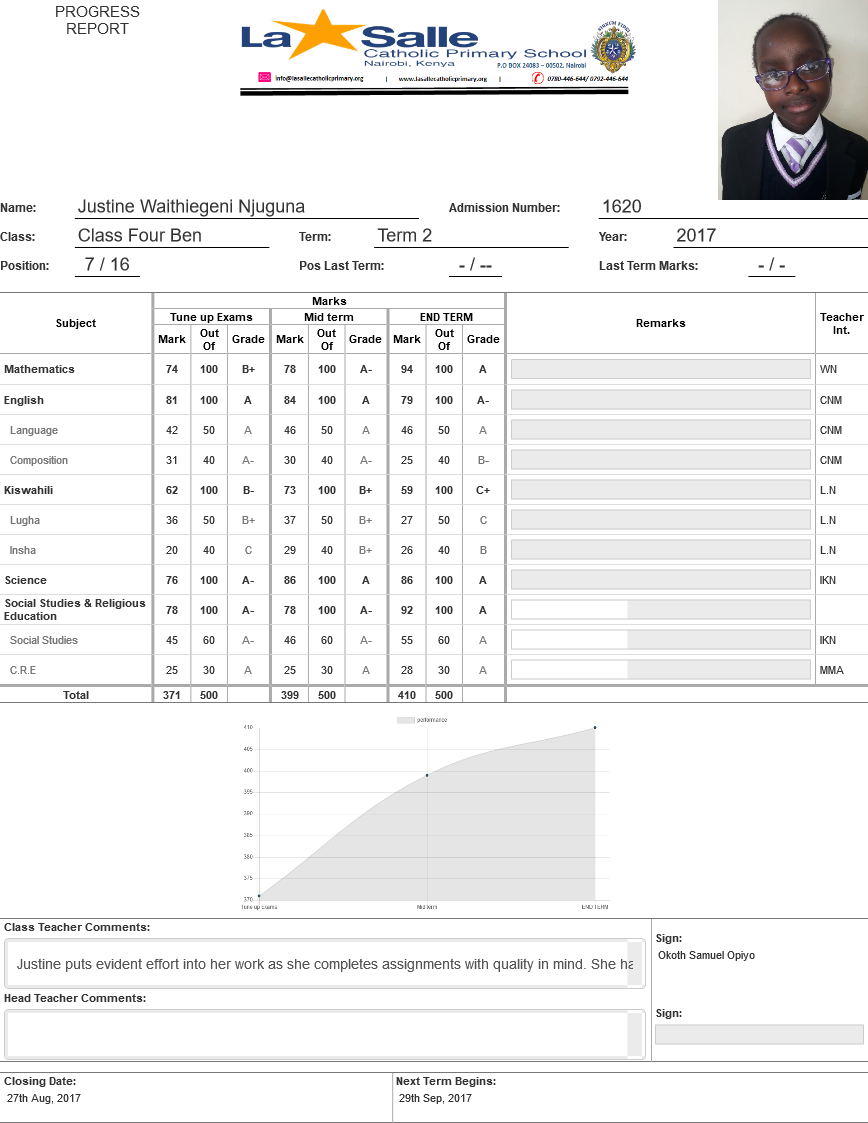 PROGRESS
REPORT
La Salle
Catholic Primary School
Nairobi, Kenya
P.O BOX 24083 – 00502, Nairobi
info@lasallecatholicprimary.org | www.lasallecatholicprimary.org | 0780-446-644/ 0792-446-644
Name: Justine Waithiegeni Njuguna Admission Number: 1620
Class: Class Four Ben Term: Term 2 Year: 2017
Position: 7 / 16 Pos Last Term: - / -- Last Term Marks: - / -
Subject Marks Remarks Teacher Int.
Tune up Exams Mid term END TERM
Mark Out Of Grade Mark Out Of Grade Mark Out Of Grade
Mathematics 74 100 B+ 78 100 A- 94 100 A WN
English 81 100 A 84 100 A 79 100 A- CNM
Language 42 50 A 46 50 A 46 50 A CNM
Composition 31 40 A- 30 40 A- 25 40 B- CNM
Kiswahili 62 100 B- 73 100 B+ 59 100 C+ L.N
Lugha 36 50 B+ 37 50 B+ 27 50 C L.N
Insha 20 40 C 29 40 B+ 26 40 B L.N
Science 76 100 A- 86 100 A 86 100 A IKN
Social Studies & Religious Education 78 100 A- 78 100 A- 92 100 A
Social Studies 45 60 A- 46 60 A- 55 60 A IKN
C.R.E 25 30 A 25 30 A 28 30 A MMA
Total 371 500 399 500 410 500
performance
410
405
400
395
390
385
380
375
370
Tune up Exams Mid term END TERM
Class Teacher Comments:
Justine puts evident effort into her work as she completes assignments with quality in mind. She ha
Sign:
Okoth Samuel Opiyo
Head Teacher Comments:
Sign:
Closing Date: Next Term Begins:
27th Aug, 2017 29th Sep, 2017